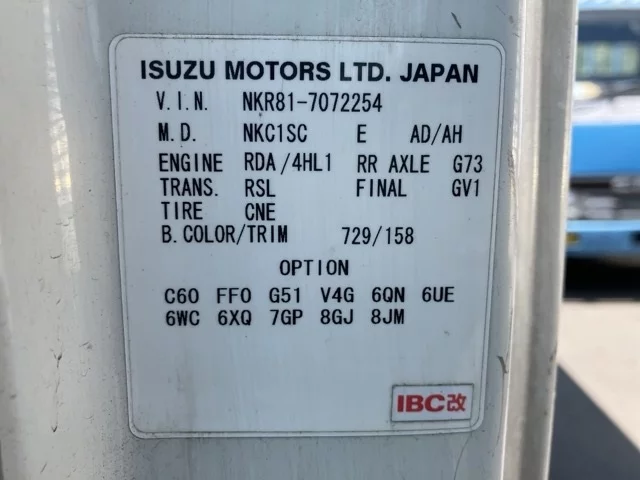 ISUZU MOTORS LTD. JAPAN
V.I.N. NKR81-7072254
M.D. NKC1SC E AD/AH
ENGINE RDA/4HL1 RR AXLE G73
TRANS. RSL FINAL GV1
TIRE CNE
B.COLOR/TRIM 729/158
OPTION
C60 FF0 G51 V4G 6QN 6UE
6WC 6XQ 7GP 8GJ 8JM
IBC改